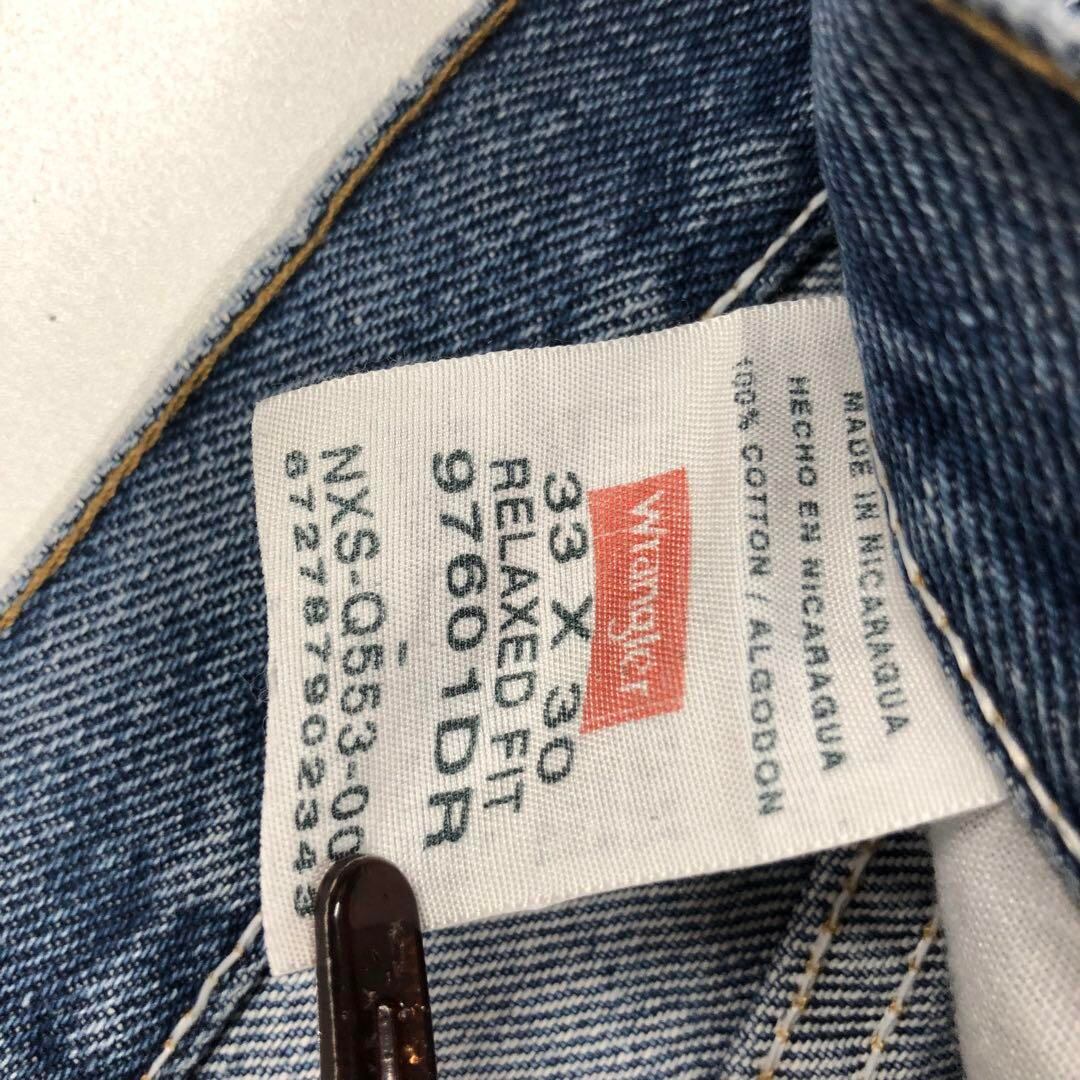 MADE IN NICARAGUA
HECHO EN NICARAGUA
100% COTTON / ALGODON
Wrangler
33 X 30
RELAXED FIT
97601DR
NXS-Q553-00